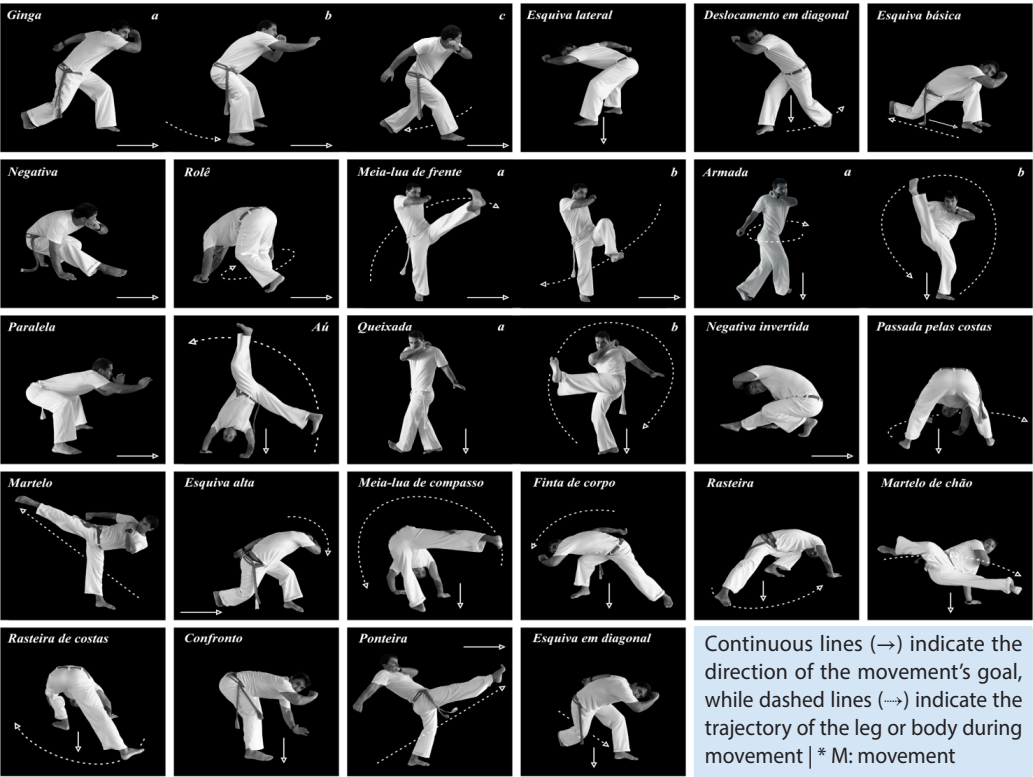 Ginga a b c Esquiva lateral Deslocamento em diagonal Esquiva básica
Negativa Rolê Meia-lua de frente a b Armada a b
Paralela Aú Queixada a b Negativa invertida Passada pelas costas
Martelo Esquiva alta Meia-lua de compasso Finta de corpo Rasteira Martelo de chão
Rasteira de costas Confronto Ponteira Esquiva em diagonal
Continuous lines (→) indicate the
direction of the movement’s goal,
while dashed lines (····→) indicate the
trajectory of the leg or body during
movement | * M: movement